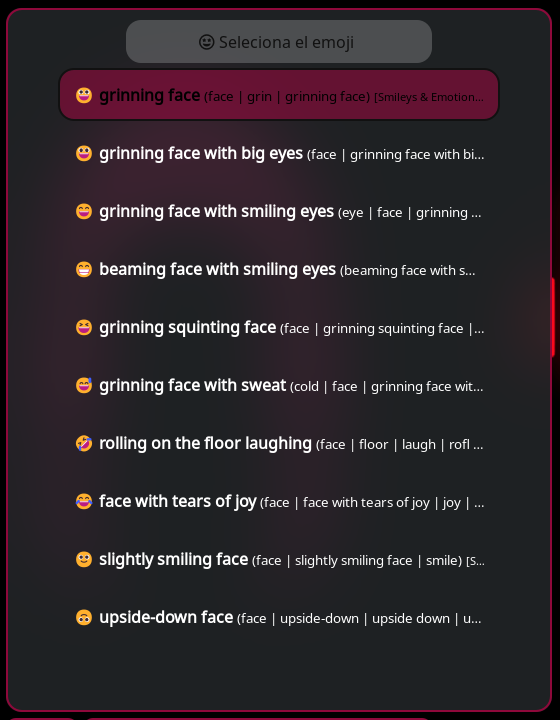 Seleciona el emoji
grinning face (face | grin | grinning face) [Smileys & Emotion...
grinning face with big eyes (face | grinning face with bi...
grinning face with smiling eyes (eye | face | grinning ...
beaming face with smiling eyes (beaming face with s...
grinning squinting face (face | grinning squinting face |...
grinning face with sweat (cold | face | grinning face wit...
rolling on the floor laughing (face | floor | laugh | rofl ...
face with tears of joy (face | face with tears of joy | joy | ...
slightly smiling face (face | slightly smiling face | smile) [S...
upside-down face (face | upside-down | upside down | u...